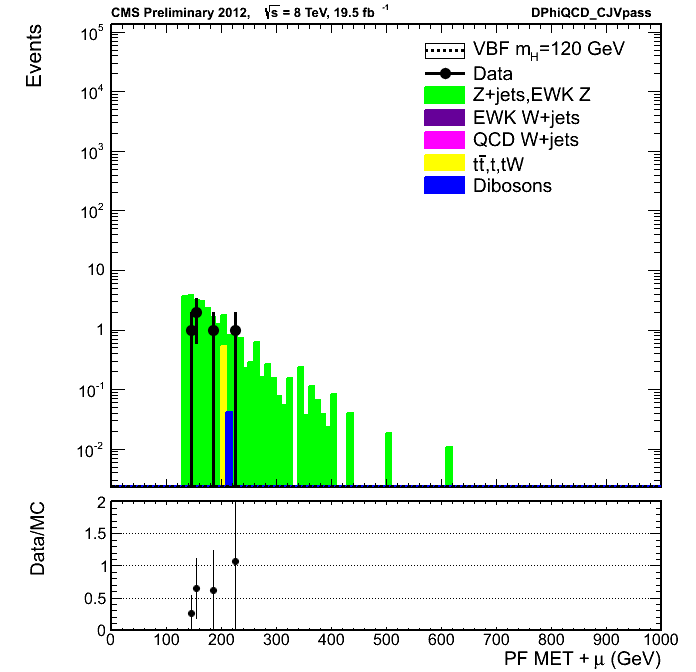 CMS Preliminary 2012, √s = 8 TeV, 19.5 fb⁻¹ DPhiQCD_CJVpass
Events
10⁵
10⁴
10³
10²
10
1
10⁻¹
10⁻²
VBF m_H=120 GeV
Data
Z+jets,EWK Z
EWK W+jets
QCD W+jets
tt̄,t,tW
Dibosons
Data/MC
2
1.5
1
0.5
0
0 100 200 300 400 500 600 700 800 900 1000
PF MET + μ (GeV)